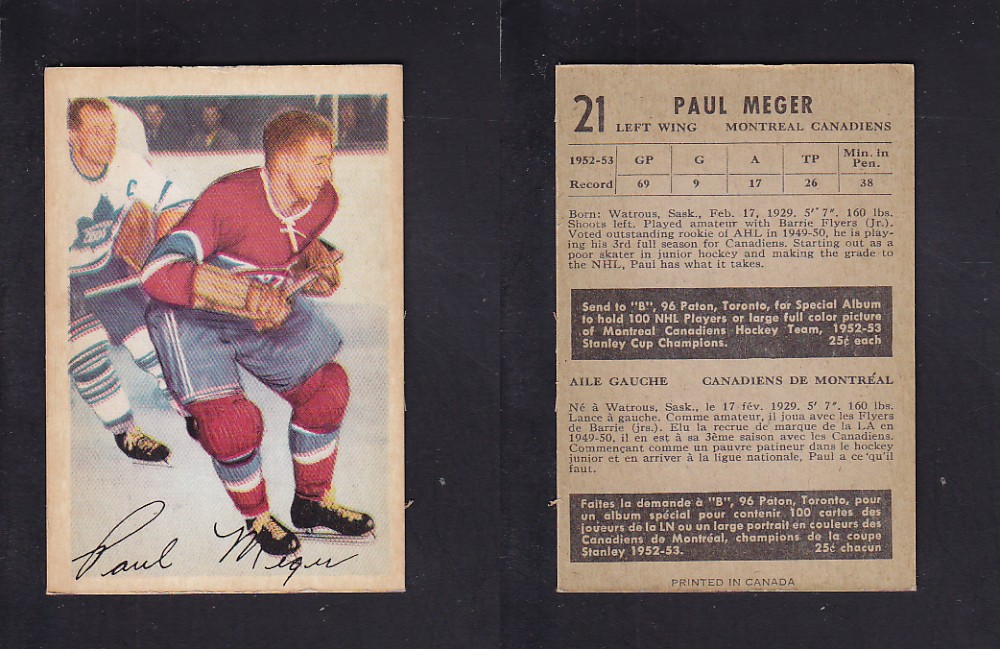 C
Paul Meger
21 PAUL MEGER
LEFT WING MONTREAL CANADIENS
1952-53 GP G A TP Min. in Pen.
Record 69 9 17 26 38
Born: Watrous, Sask., Feb. 17, 1929. 5' 7". 160 lbs.
Shoots left. Played amateur with Barrie Flyers (Jr.).
Voted outstanding rookie of AHL in 1949-50, he is play-
ing his 3rd full season for Canadiens. Starting out as a
poor skater in junior hockey and making the grade to
the NHL, Paul has what it takes.
Send to "B", 96 Paton, Toronto, for Special Album
to hold 100 NHL Players or large full color picture
of Montreal Canadiens Hockey Team, 1952-53
Stanley Cup Champions. 25¢ each
AILE GAUCHE CANADIENS DE MONTRÉAL
Né à Watrous, Sask., le 17 fév. 1929. 5' 7". 160 lbs.
Lance à gauche. Comme amateur, il joua avec les Flyers
de Barrie (jrs.). Elu la recrue de marque de la LA en
1949-50, il en est à sa 3ème saison avec les Canadiens.
Commençant comme un pauvre patineur dans le hockey
junior et en arriver à la ligue nationale, Paul a ce qu'il
faut.
Faites la demande à "B", 96 Paton, Toronto, pour
un album spécial pour contenir 100 cartes des
joueurs de la LN ou un large portrait en couleurs des
Canadiens de Montréal, champions de la coupe
Stanley 1952-53. 25¢ chacun
PRINTED IN CANADA